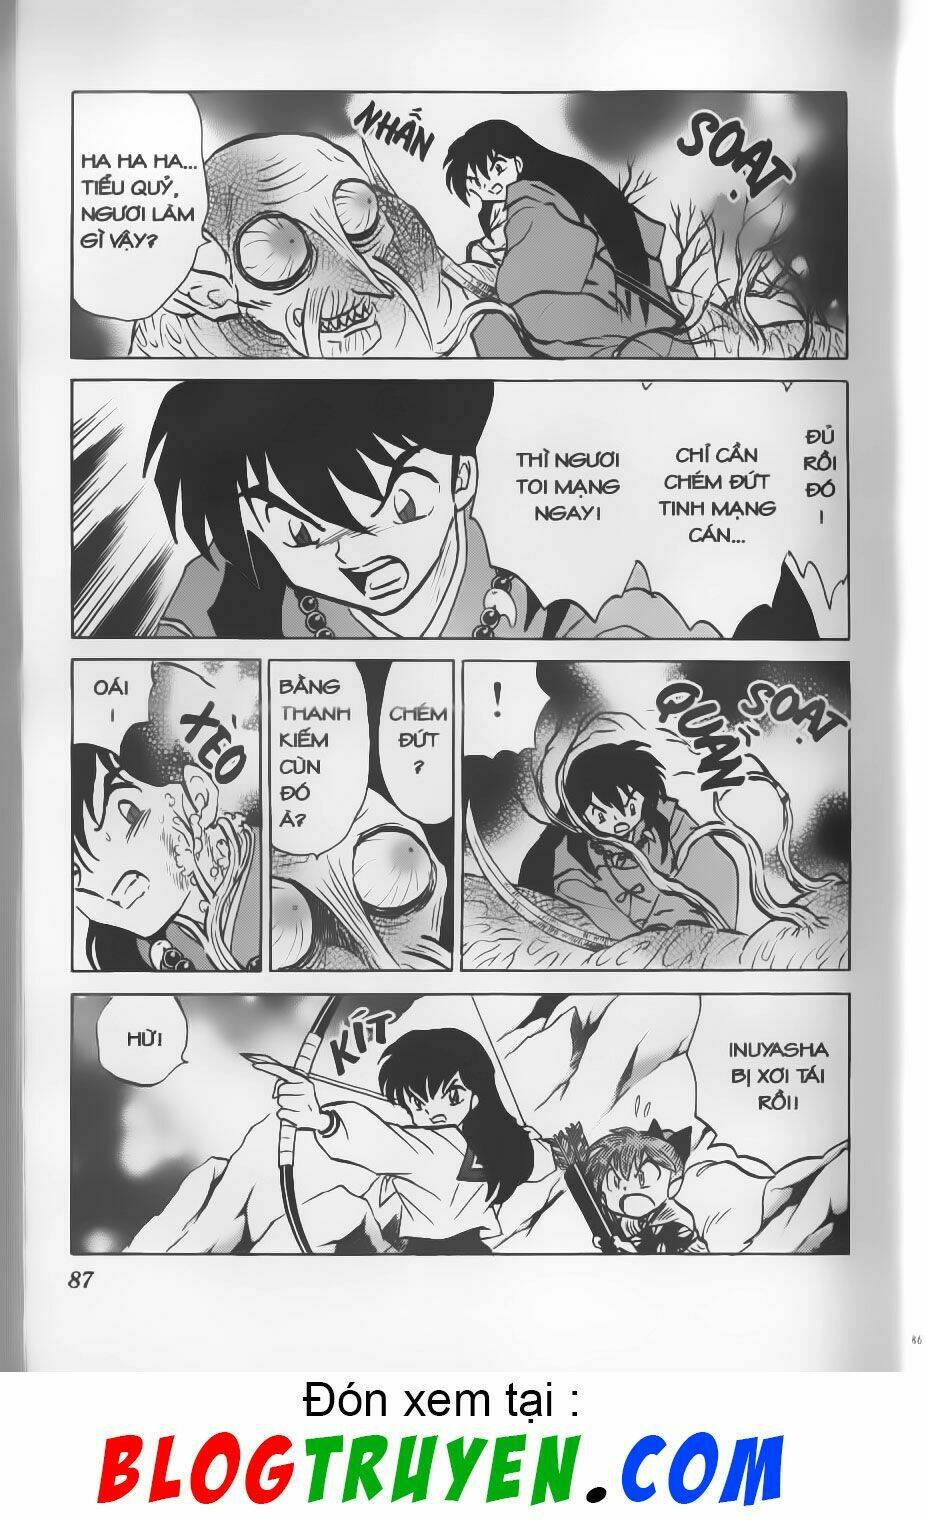 HA HA HA...
TIỂU QUỶ,
NGƯƠI LÀM
GÌ VẬY?
NHẤN
SOẠT
ĐỦ
RỒI
ĐÓ
!
CHỈ CẦN
CHÉM ĐỨT
TINH MẠNG
CÁN...
THÌ NGƯƠI
TOI MẠNG
NGAY!
OÁI
!
XÈO
BẰNG
THANH
KIẾM
CÙN
ĐÓ
À?
CHÉM
ĐỨT
?
!
QUẤN
SOẠT
HỪ!
KÍT
INUYASHA
BỊ XƠI TÁI
RỒI!
87
86
Đón xem tại :
BLOGTRUYEN.COM